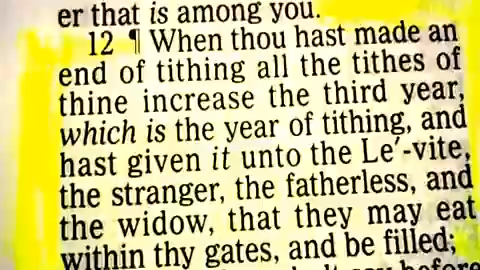 er that is among you.
12 ¶ When thou hast made an
end of tithing all the tithes of
thine increase the third year,
which is the year of tithing, and
hast given it unto the Le′-vite,
the stranger, the fatherless, and
the widow, that they may eat
within thy gates, and be filled;
say before